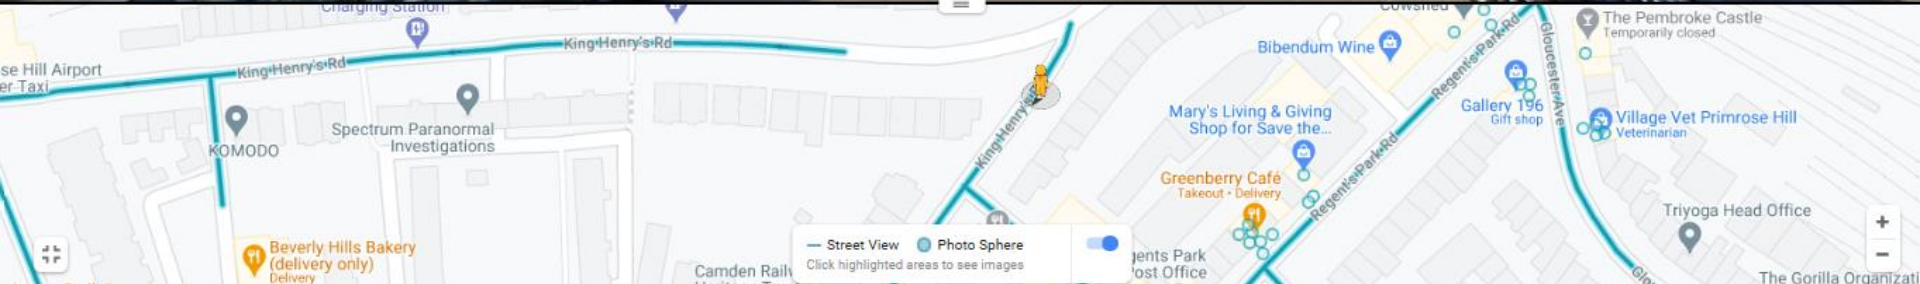 Charging Station
Cowshed
The Pembroke Castle
Temporarily closed
King Henry's Rd
King Henry's Rd
Bibendum Wine
Regent's Park Rd
Gloucester Ave
se Hill Airport
er Taxi
KOMODO
Spectrum Paranormal
Investigations
King Henry's
Mary's Living & Giving
Shop for Save the...
Gallery 196
Gift shop
Village Vet Primrose Hill
Veterinarian
Greenberry Café
Takeout • Delivery
Regent's Park Rd
Triyoga Head Office
Beverly Hills Bakery
(delivery only)
Delivery
Street View
Photo Sphere
Click highlighted areas to see images
Camden Railw
gents Park
ost Office
Glo
The Gorilla Organizati
+
−